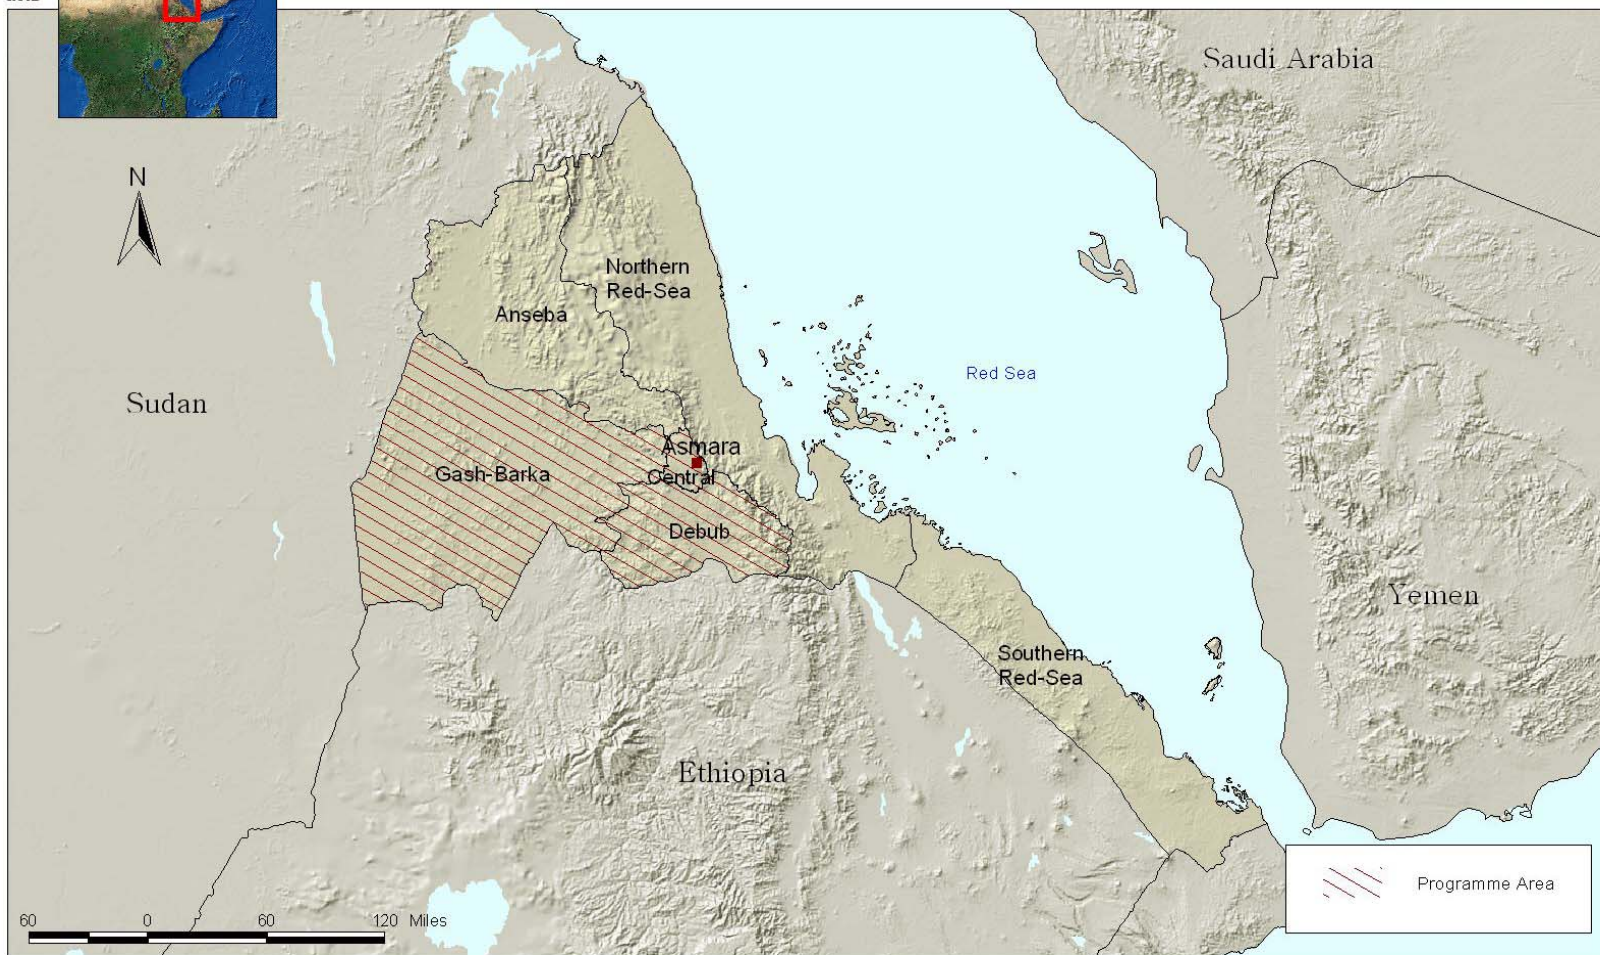 Saudi Arabia
N
Northern
Red-Sea
Anseba
Red Sea
Sudan
Asmara
Gash-Barka
Central
Debub
Yemen
Southern
Red-Sea
Ethiopia
Programme Area
60 0 60 120 Miles